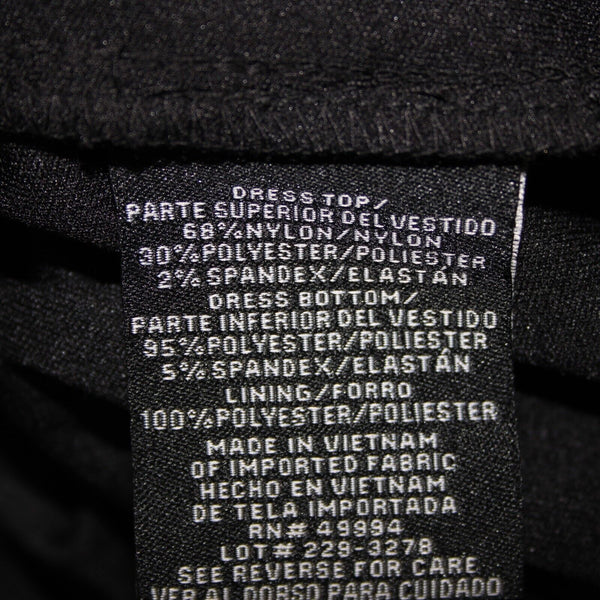 DRESS TOP/
PARTE SUPERIOR DEL VESTIDO
68%NYLON/NYLON
30%POLYESTER/POLIESTER
2%SPANDEX/ELASTÁN
DRESS BOTTOM/
PARTE INFERIOR DEL VESTIDO
95%POLYESTER/POLIESTER
5%SPANDEX/ELASTÁN
LINING/FORRO
100%POLYESTER/POLIESTER
MADE IN VIETNAM
OF IMPORTED FABRIC
HECHO EN VIETNAM
DE TELA IMPORTADA
RN# 49994
LOT# 229-3278
SEE REVERSE FOR CARE
VER AL DORSO PARA CUIDADO